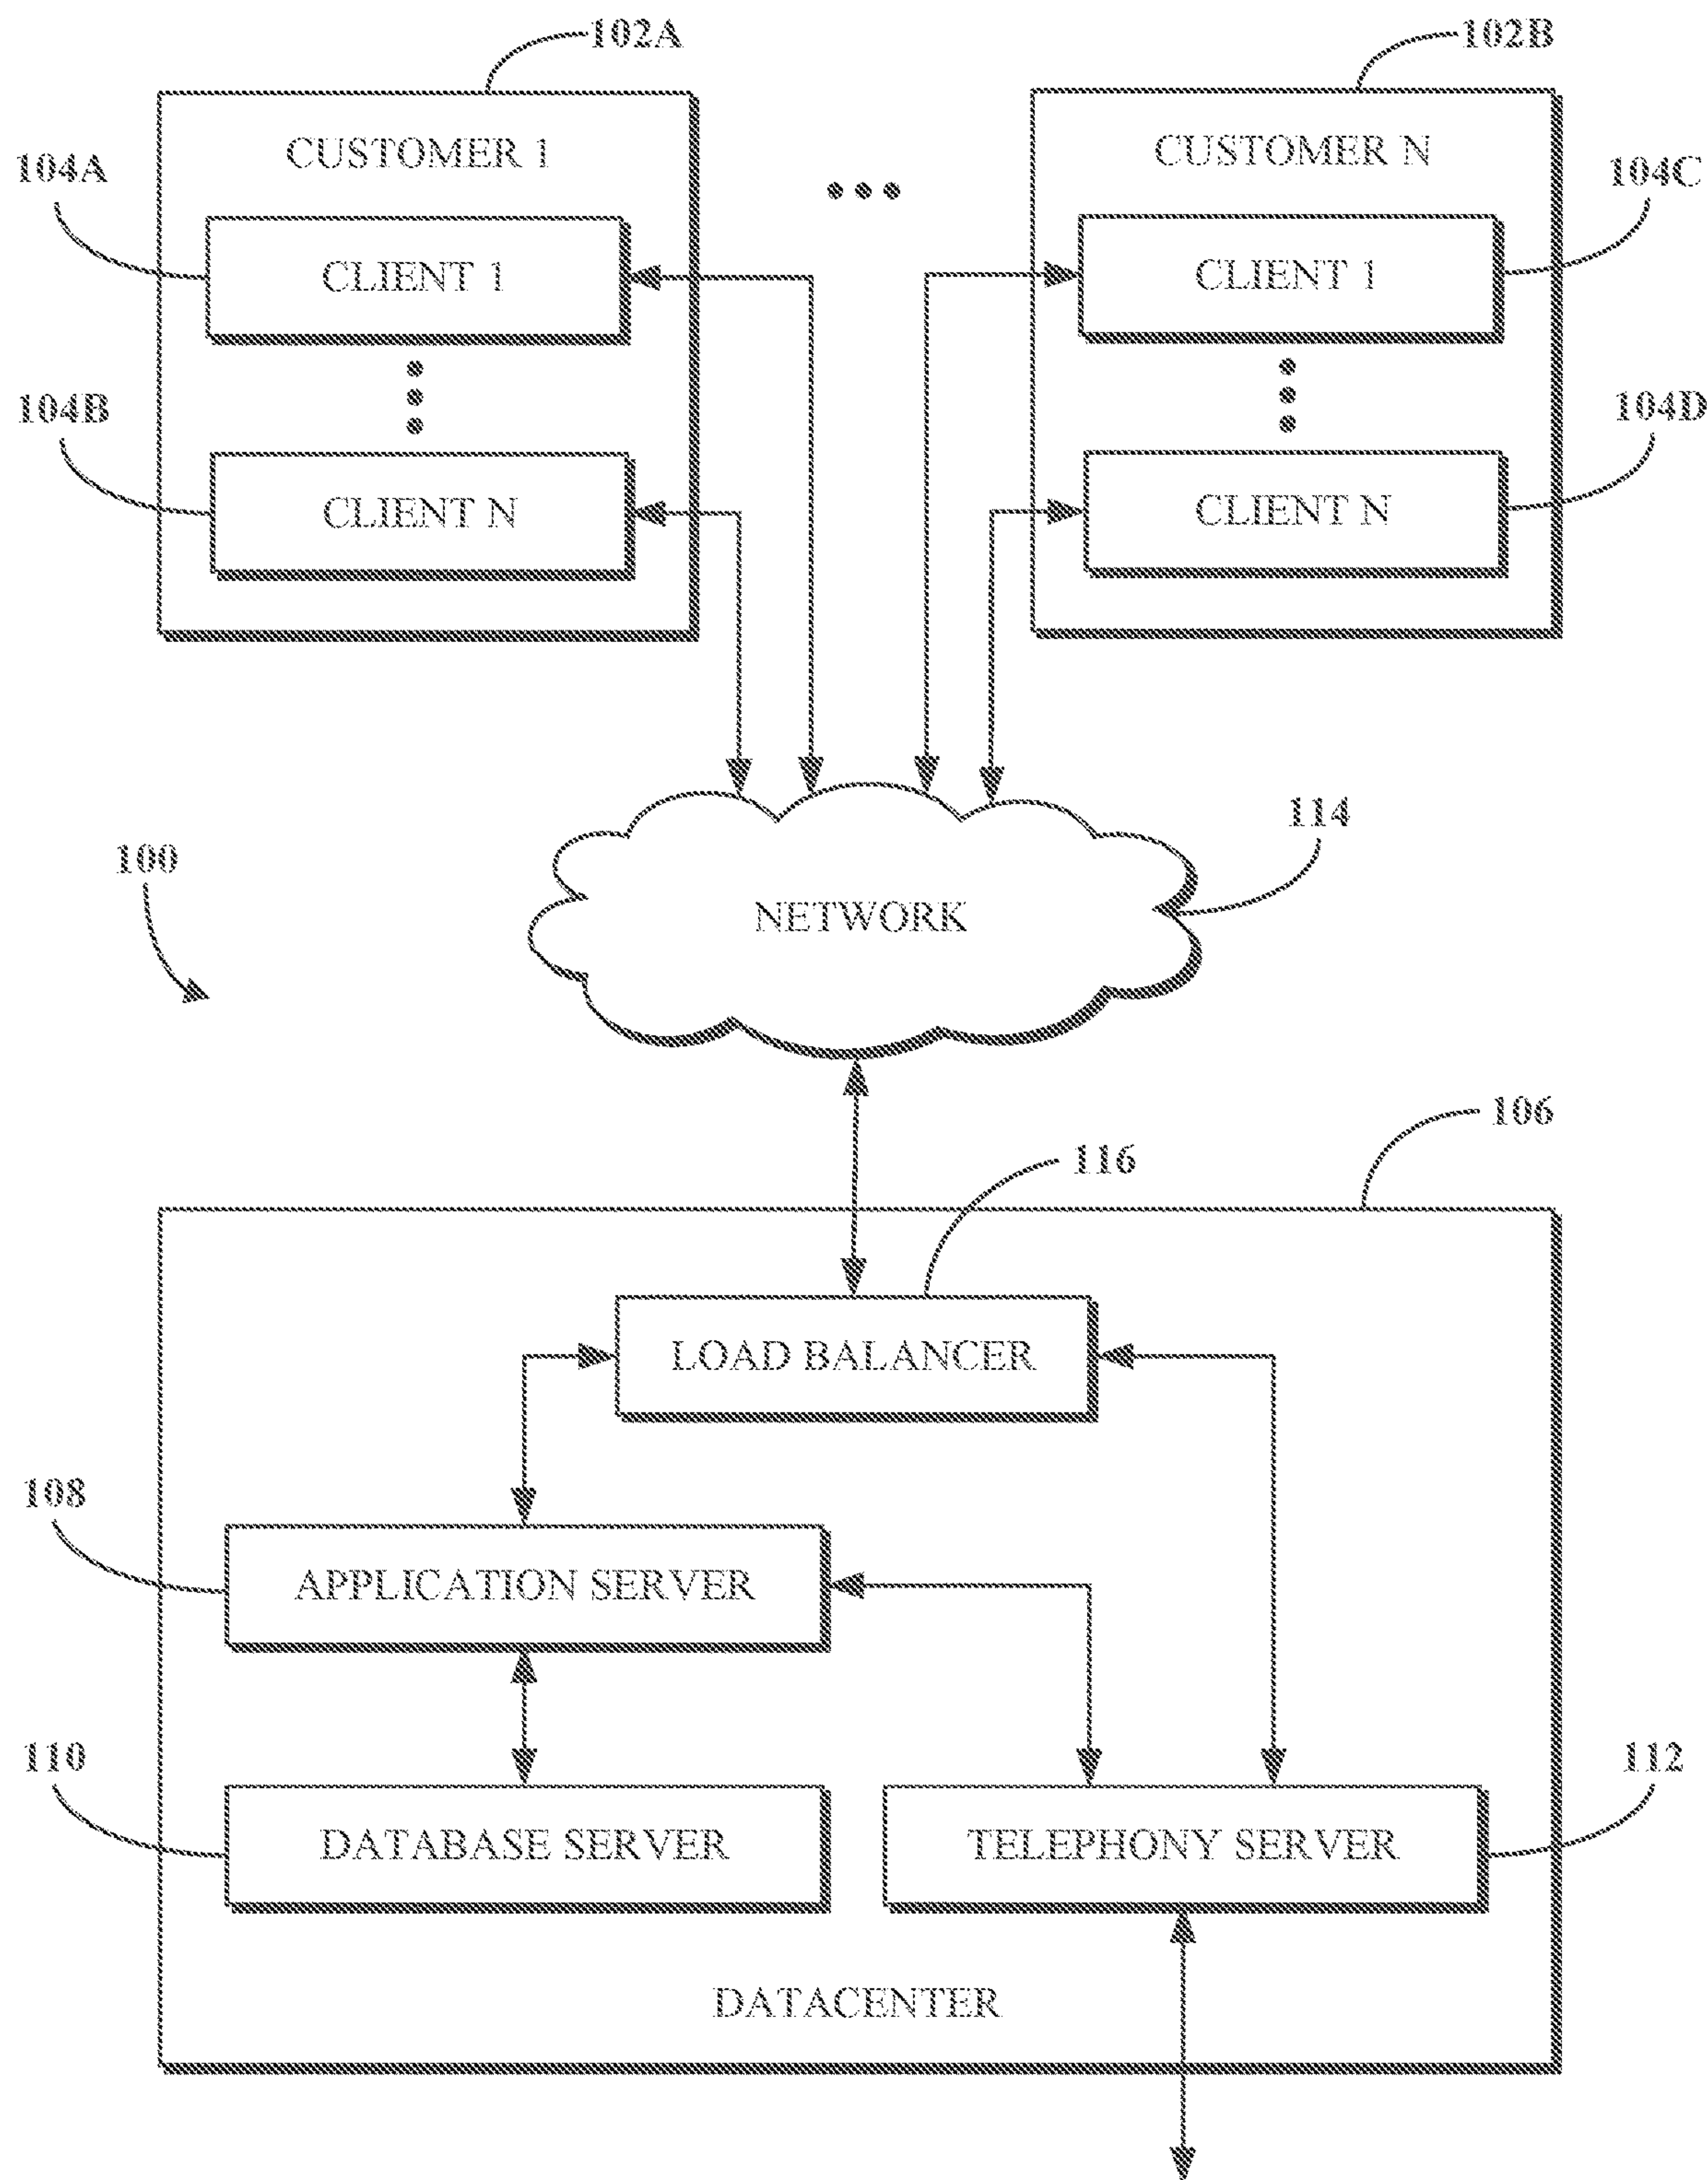 102A
102B
CUSTOMER 1
CUSTOMER N
104A
104C
CLIENT 1
CLIENT 1
104B
104D
CLIENT N
CLIENT N
114
100
NETWORK
106
116
LOAD BALANCER
108
APPLICATION SERVER
110
112
DATABASE SERVER
TELEPHONY SERVER
DATACENTER